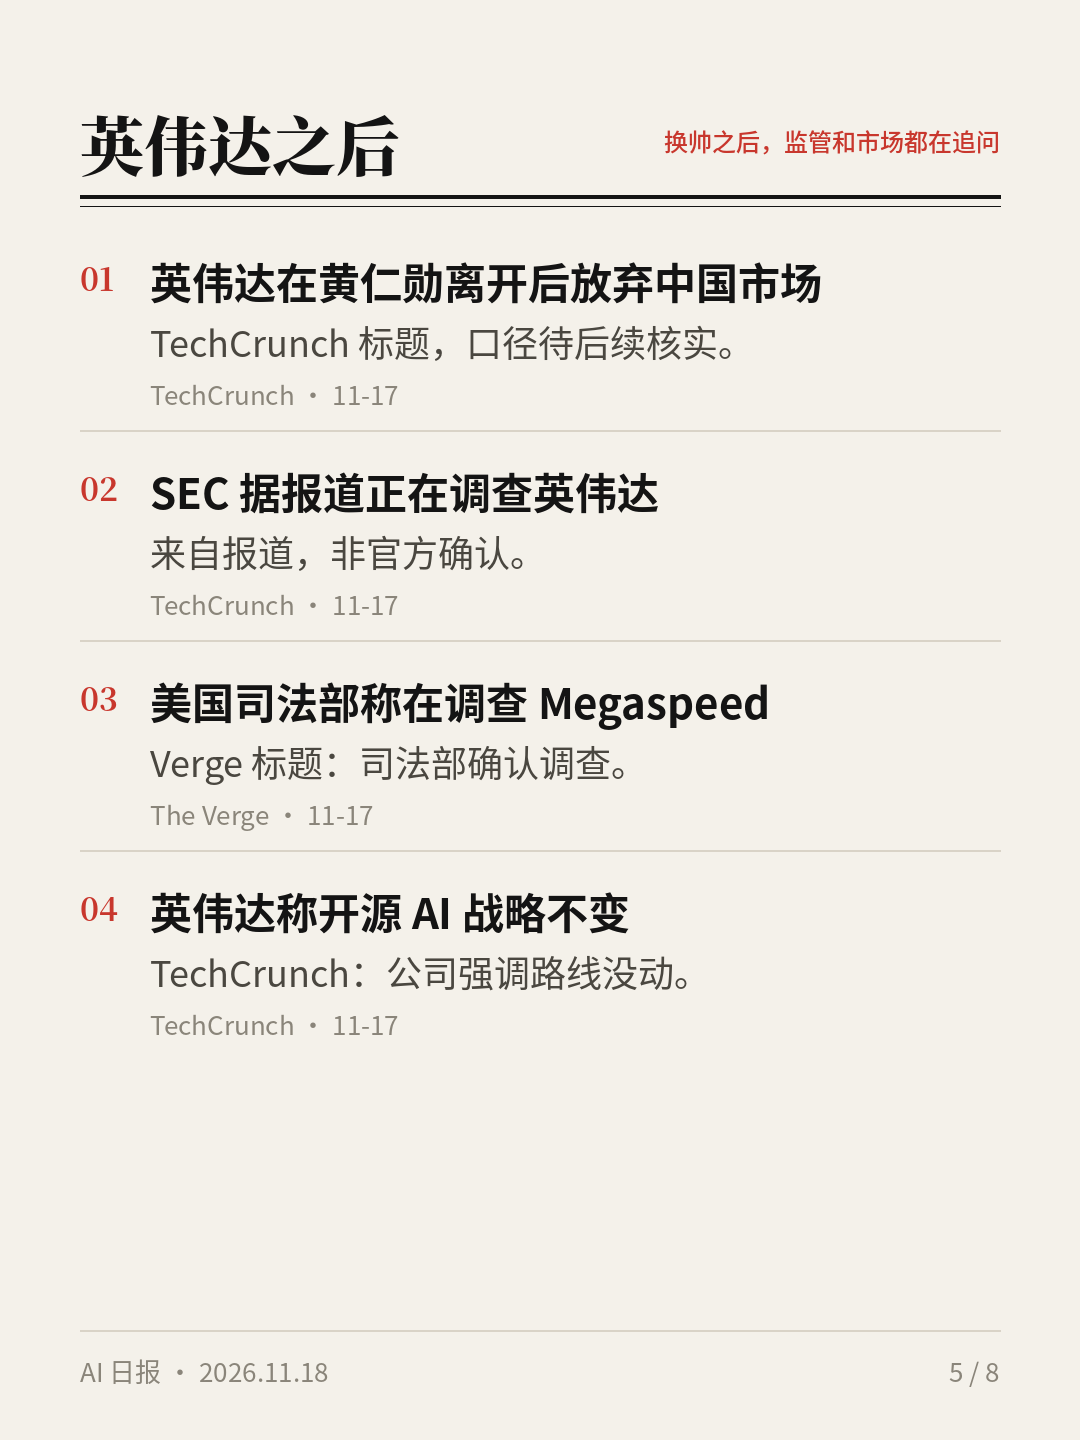 英伟达之后
换帅之后，监管和市场都在追问
01 英伟达在黄仁勋离开后放弃中国市场
TechCrunch 标题，口径待后续核实。
TechCrunch · 11-17
02 SEC 据报道正在调查英伟达
来自报道，非官方确认。
TechCrunch · 11-17
03 美国司法部称在调查 Megaspeed
Verge 标题：司法部确认调查。
The Verge · 11-17
04 英伟达称开源 AI 战略不变
TechCrunch：公司强调路线没动。
TechCrunch · 11-17
AI 日报 · 2026.11.18
5 / 8